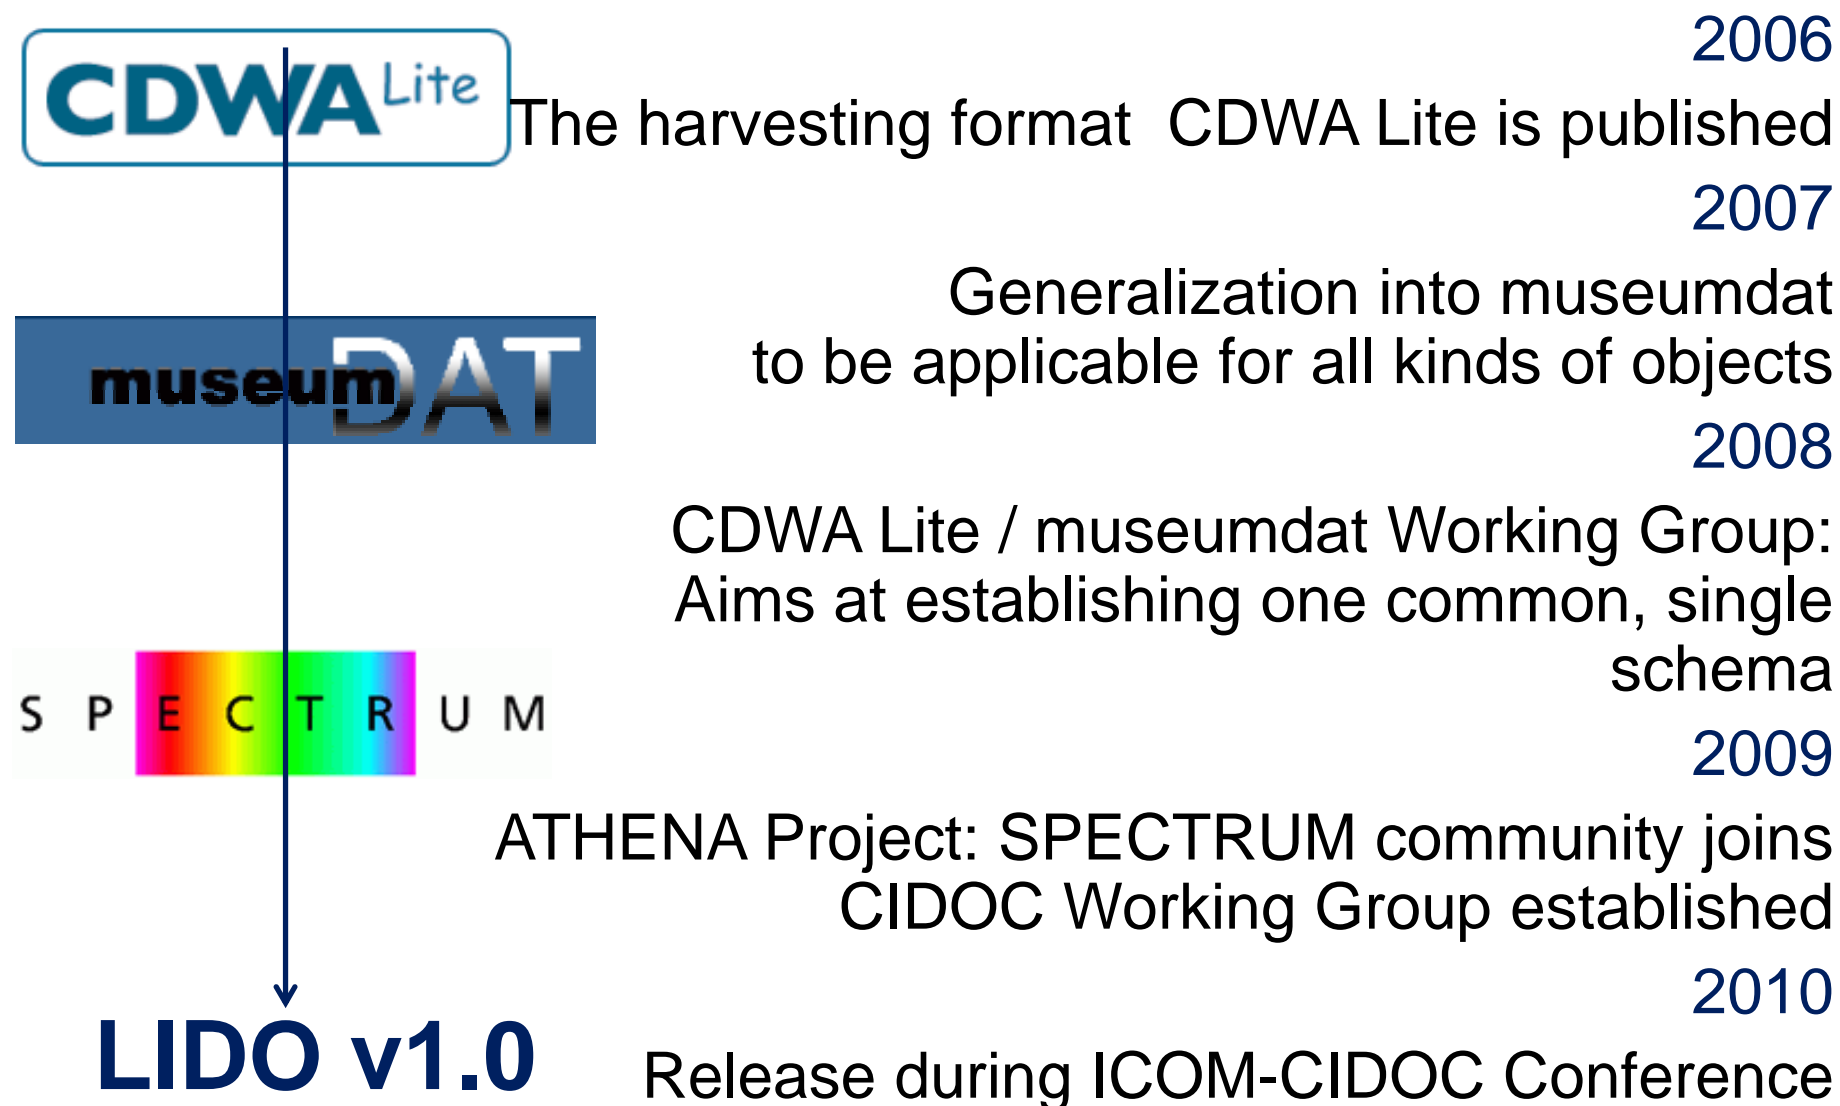 CDWA Lite
2006
The harvesting format CDWA Lite is published
2007
Generalization into museumdat
to be applicable for all kinds of objects
museumDAT
2008
CDWA Lite / museumdat Working Group:
Aims at establishing one common, single
schema
SPECTRUM
2009
ATHENA Project: SPECTRUM community joins
CIDOC Working Group established
2010
LIDO v1.0
Release during ICOM-CIDOC Conference